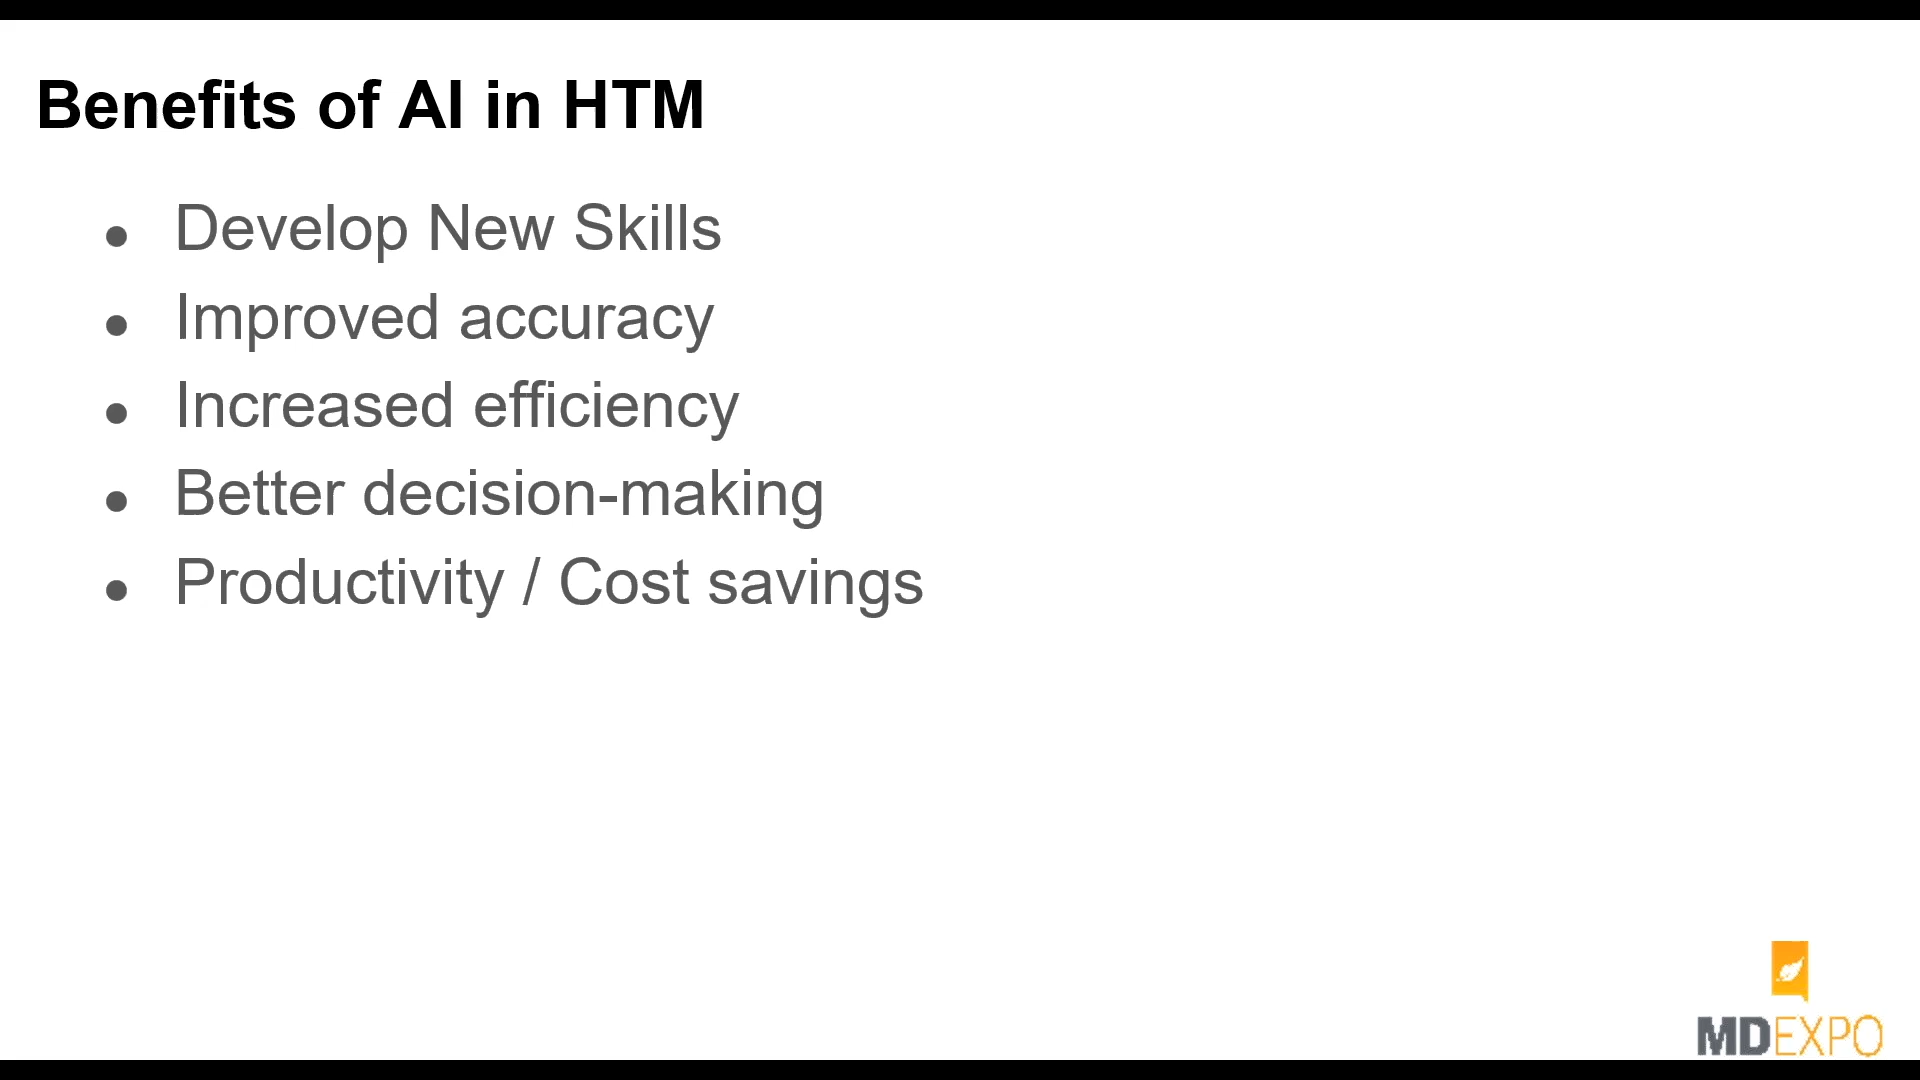 Benefits of AI in HTM
● Develop New Skills
● Improved accuracy
● Increased efficiency
● Better decision-making
● Productivity / Cost savings
MDEXPO